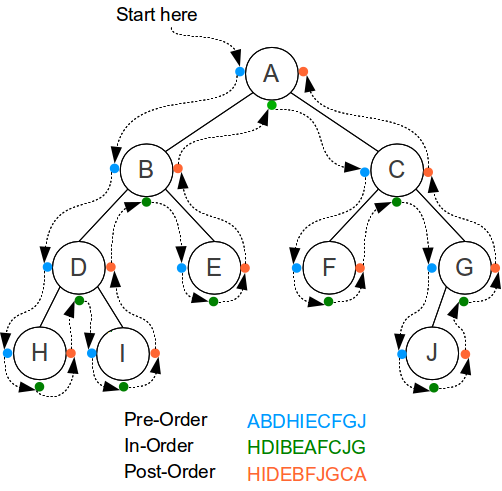 Start here
A
B
C
D
E
F
G
H
I
J
Pre-Order ABDHIECFGJ
In-Order HDIBEAFCJG
Post-Order HIDEBFJGCA